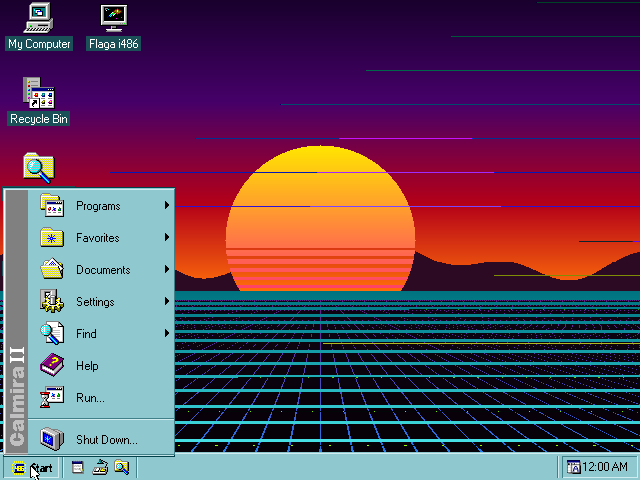 My Computer
Flaga i486
Recycle Bin
Programs
Favorites
Documents
Settings
Find
Help
Run...
Shut Down...
Calmira II
Start
12:00 AM